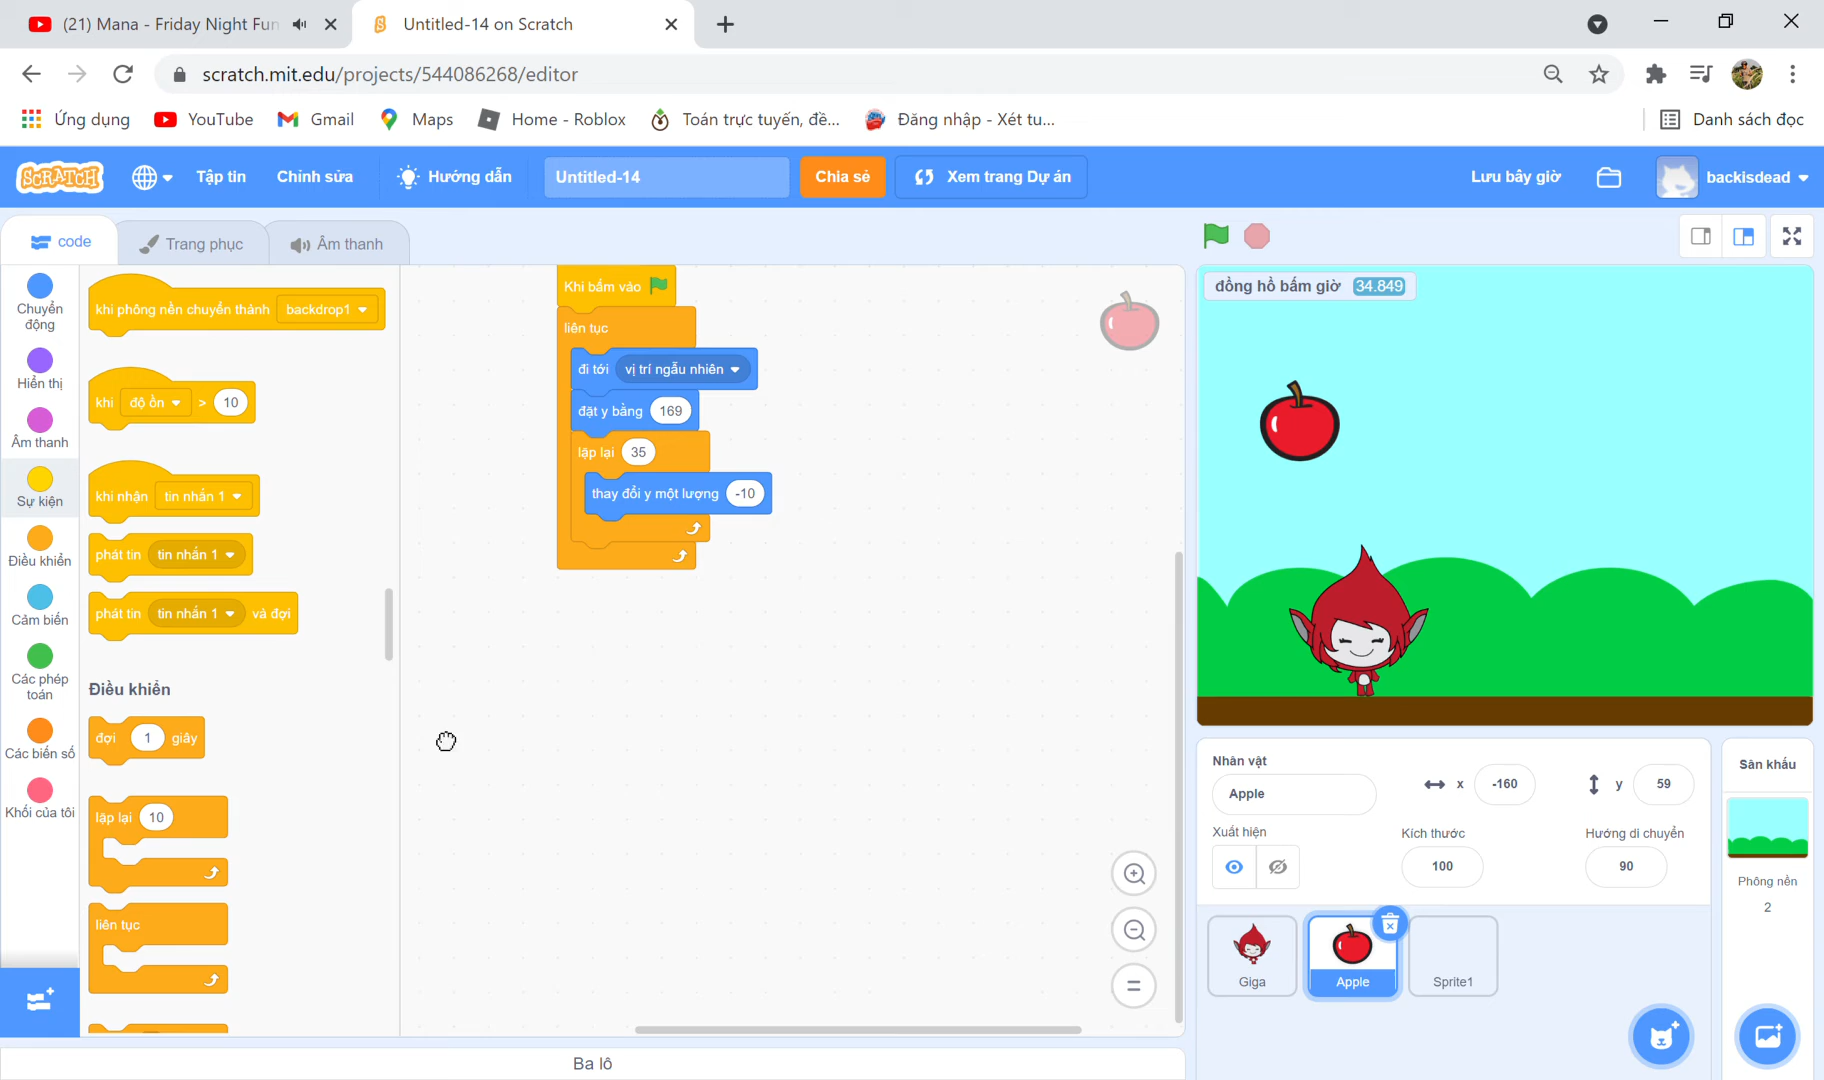 (21) Mana - Friday Night Fun
Untitled-14 on Scratch
scratch.mit.edu/projects/544086268/editor
Ứng dụng
YouTube
Gmail
Maps
Home - Roblox
Toán trực tuyến, đề...
Đăng nhập - Xét tu...
Danh sách đọc
SCRATCH
Tập tin
Chỉnh sửa
Hướng dẫn
Untitled-14
Chia sẻ
Xem trang Dự án
Lưu bây giờ
backisdead
code
Trang phục
Âm thanh
Chuyển
động
Hiển thị
Âm thanh
Sự kiện
Điều khiển
Cảm biến
Các phép
toán
Các biến số
Khối của tôi
khi phông nền chuyển thành backdrop1
khi độ ồn > 10
khi nhận tin nhắn 1
phát tin tin nhắn 1
phát tin tin nhắn 1 và đợi
Điều khiển
đợi 1 giây
lặp lại 10
liên tục
Khi bấm vào
liên tục
đi tới vị trí ngẫu nhiên
đặt y bằng 169
lặp lại 35
thay đổi y một lượng -10
đồng hồ bấm giờ 34.849
Nhân vật
Apple
x -160
y 59
Xuất hiện
Kích thước
100
Hướng di chuyển
90
Giga
Apple
Sprite1
Sân khấu
Phông nền
2
Ba lô